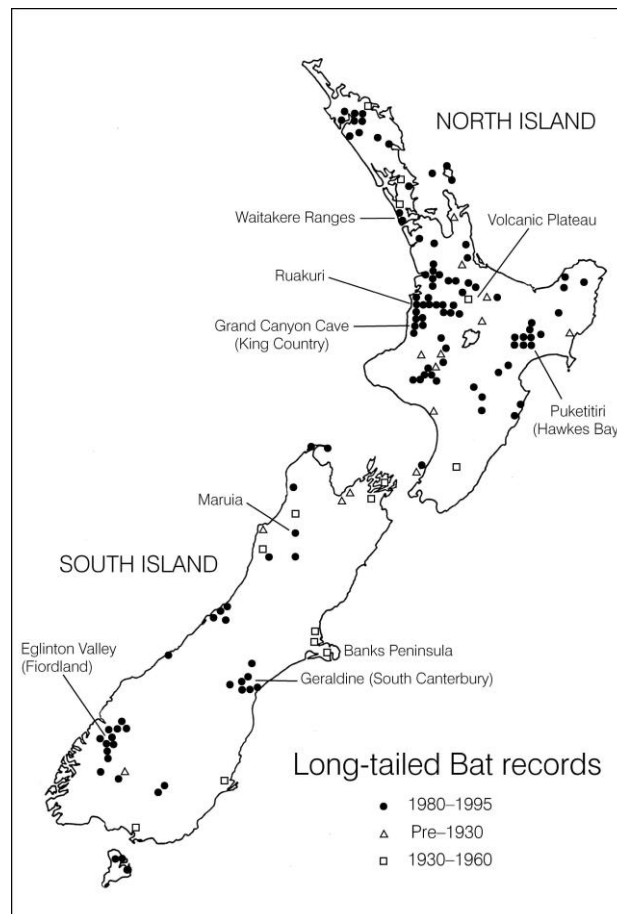 NORTH ISLAND
Waitakere Ranges
Volcanic Plateau
Ruakuri
Grand Canyon Cave
(King Country)
Puketitiri
(Hawkes Bay)
Maruia
SOUTH ISLAND
Eglinton Valley
(Fiordland)
Banks Peninsula
Geraldine (South Canterbury)
Long-tailed Bat records
1980–1995
Pre–1930
1930–1960